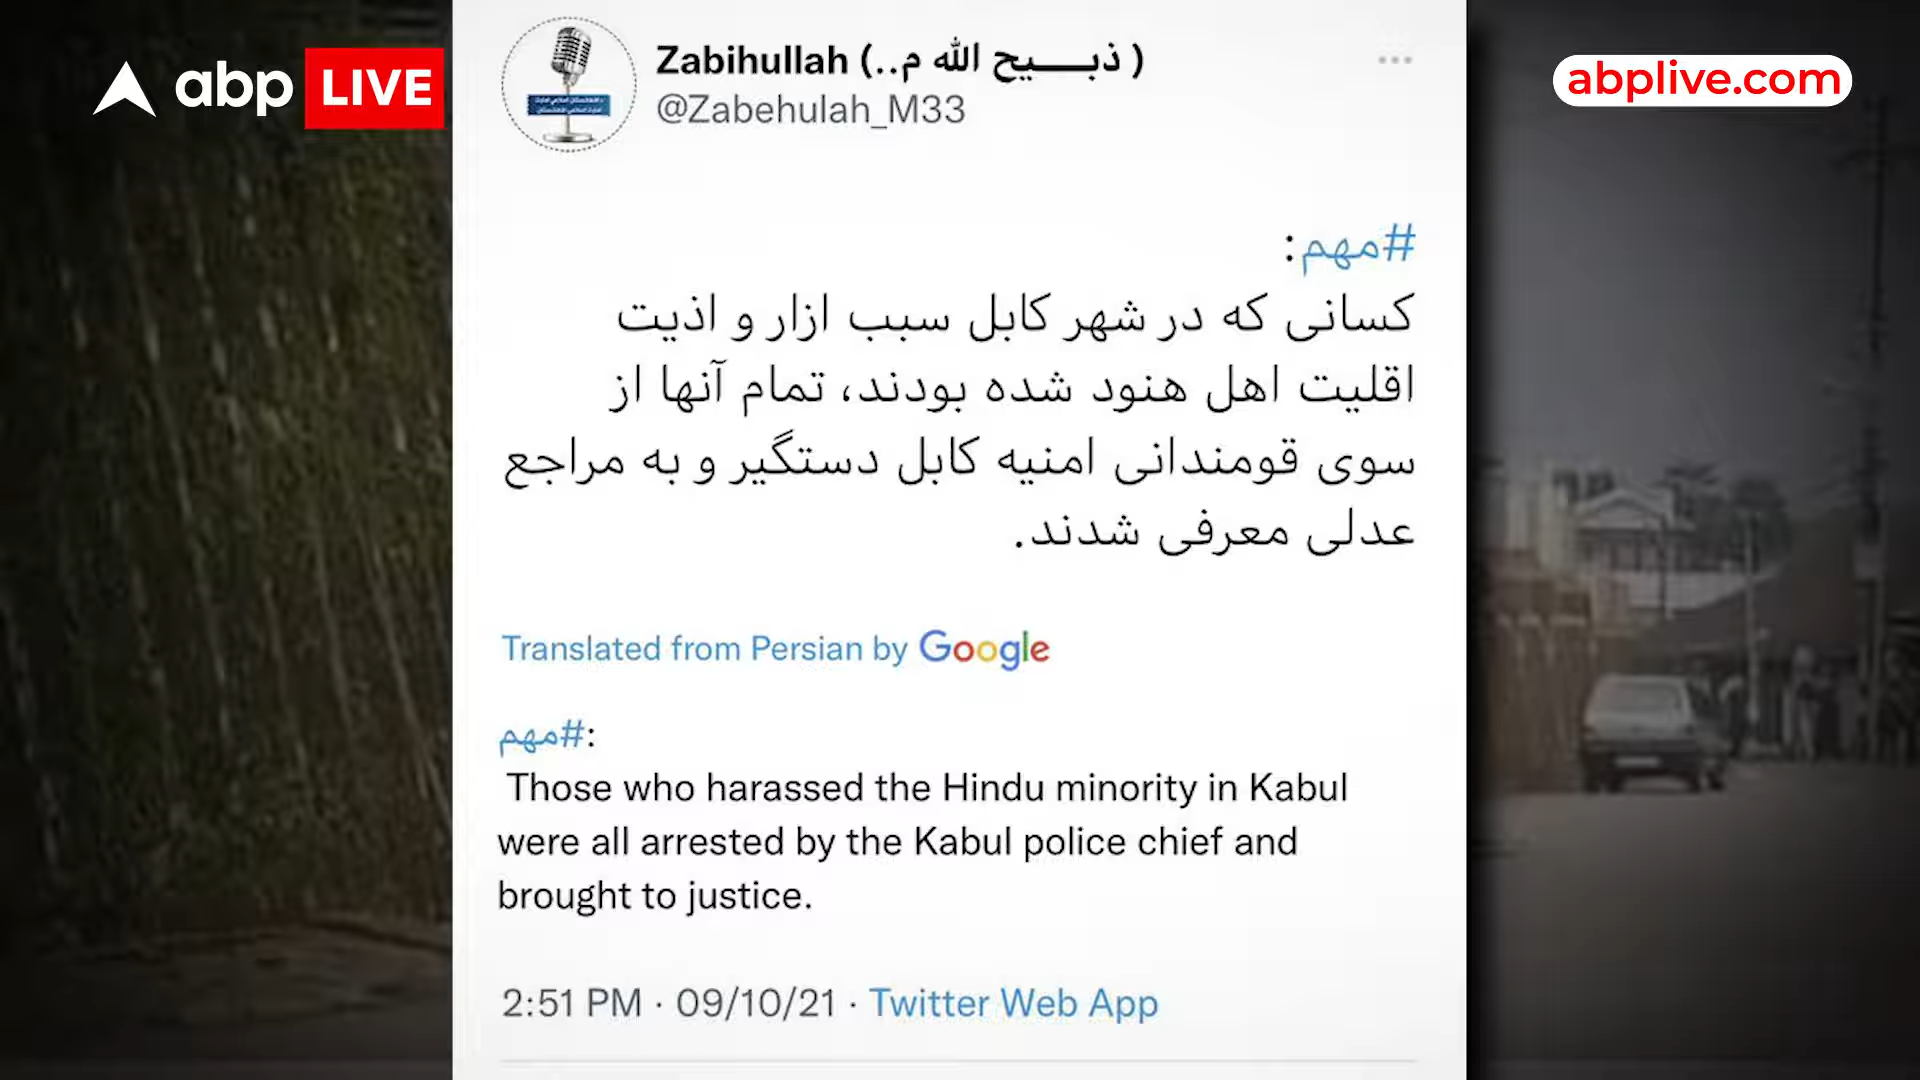 abp LIVE
abplive.com
Zabihullah (..ذبـــیح الله م )
@Zabehulah_M33
#مهم:
کسانی که در شهر کابل سبب ازار و اذیت
اقلیت اهل هنود شده بودند، تمام آنها از
سوی قومندانی امنیه کابل دستگیر و به مراجع
عدلی معرفی شدند.
Translated from Persian by Google
#مهم:
Those who harassed the Hindu minority in Kabul
were all arrested by the Kabul police chief and
brought to justice.
2:51 PM · 09/10/21 · Twitter Web App